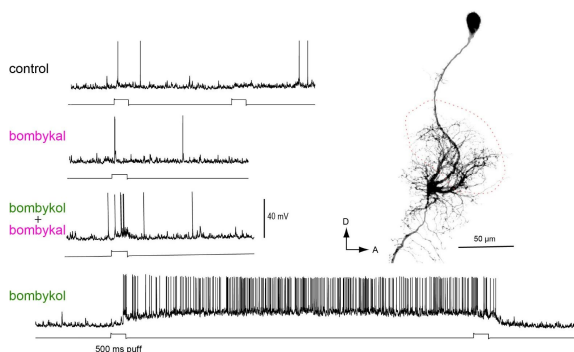 control
bombykal
bombykol
+
bombykal
40 mV
bombykol
500 ms puff
D
A
50 µm